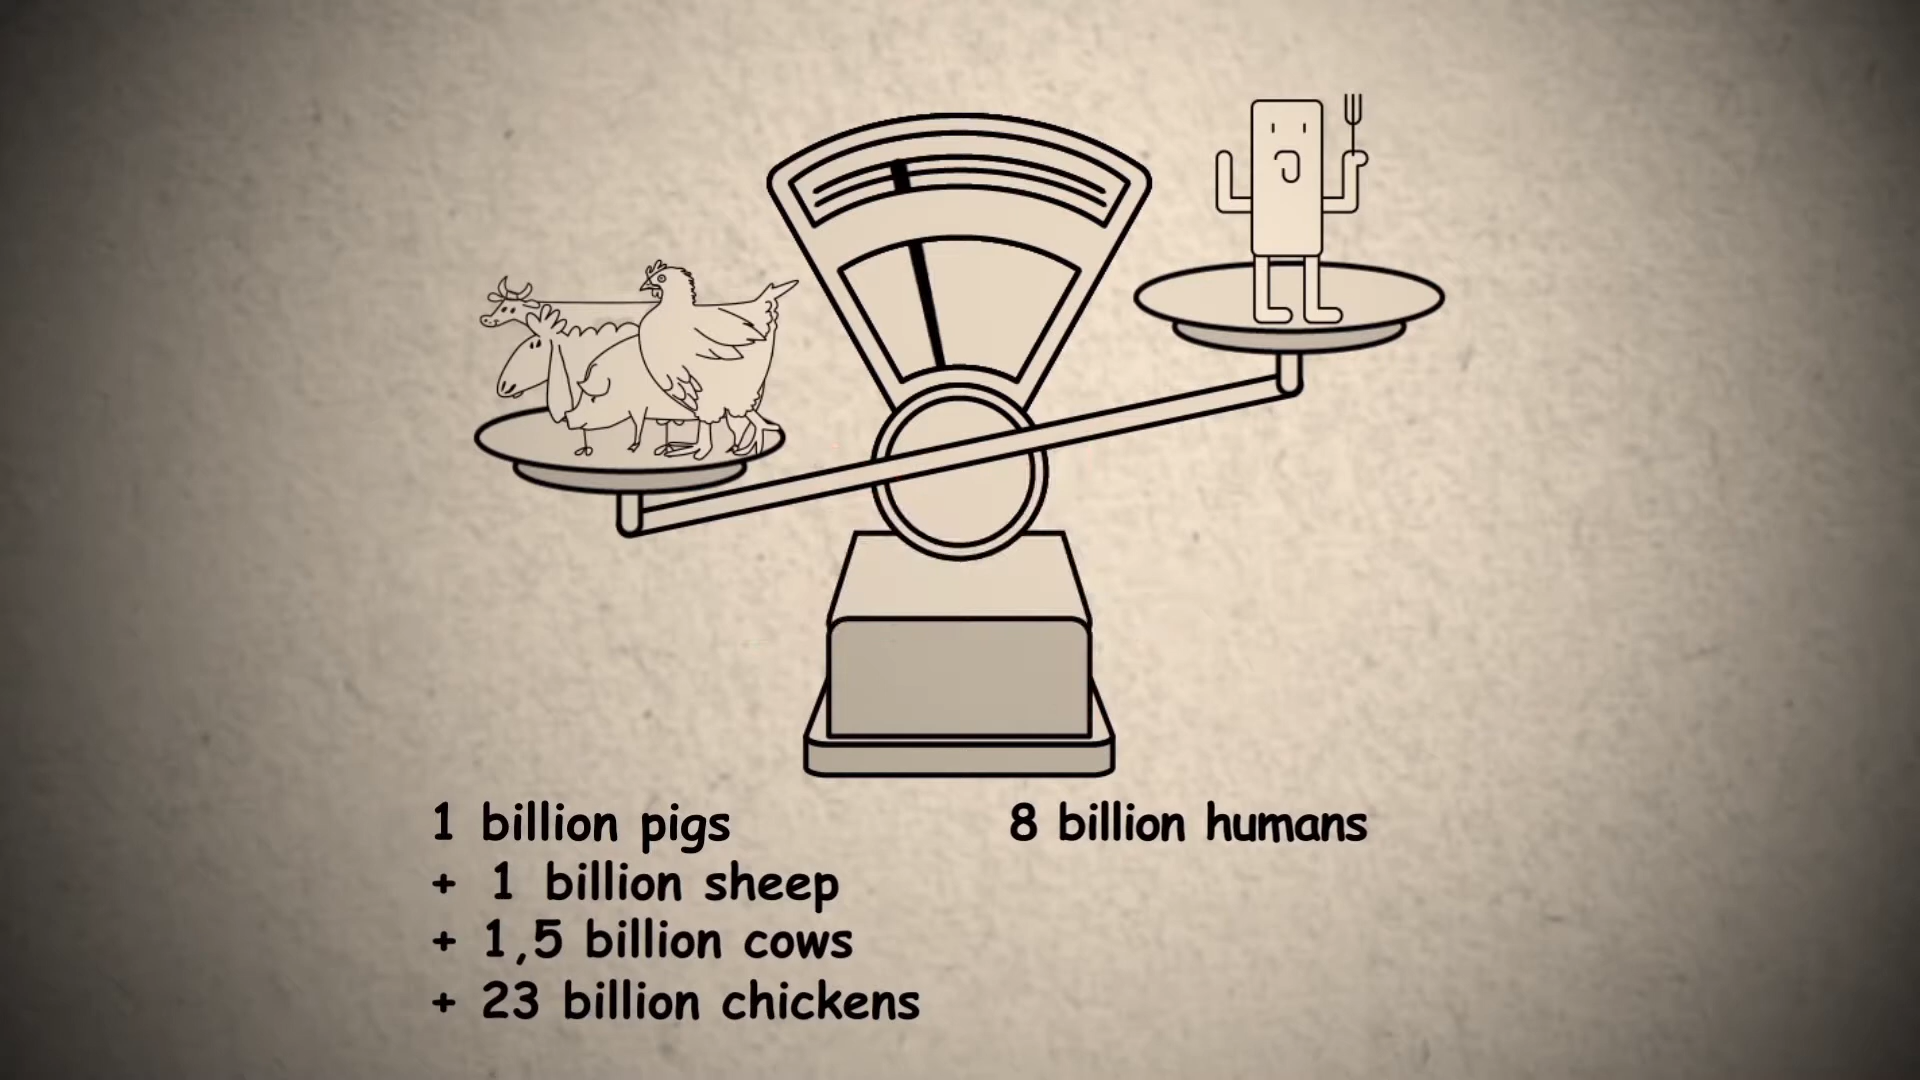 1 billion pigs
+ 1 billion sheep
+ 1,5 billion cows
+ 23 billion chickens
8 billion humans